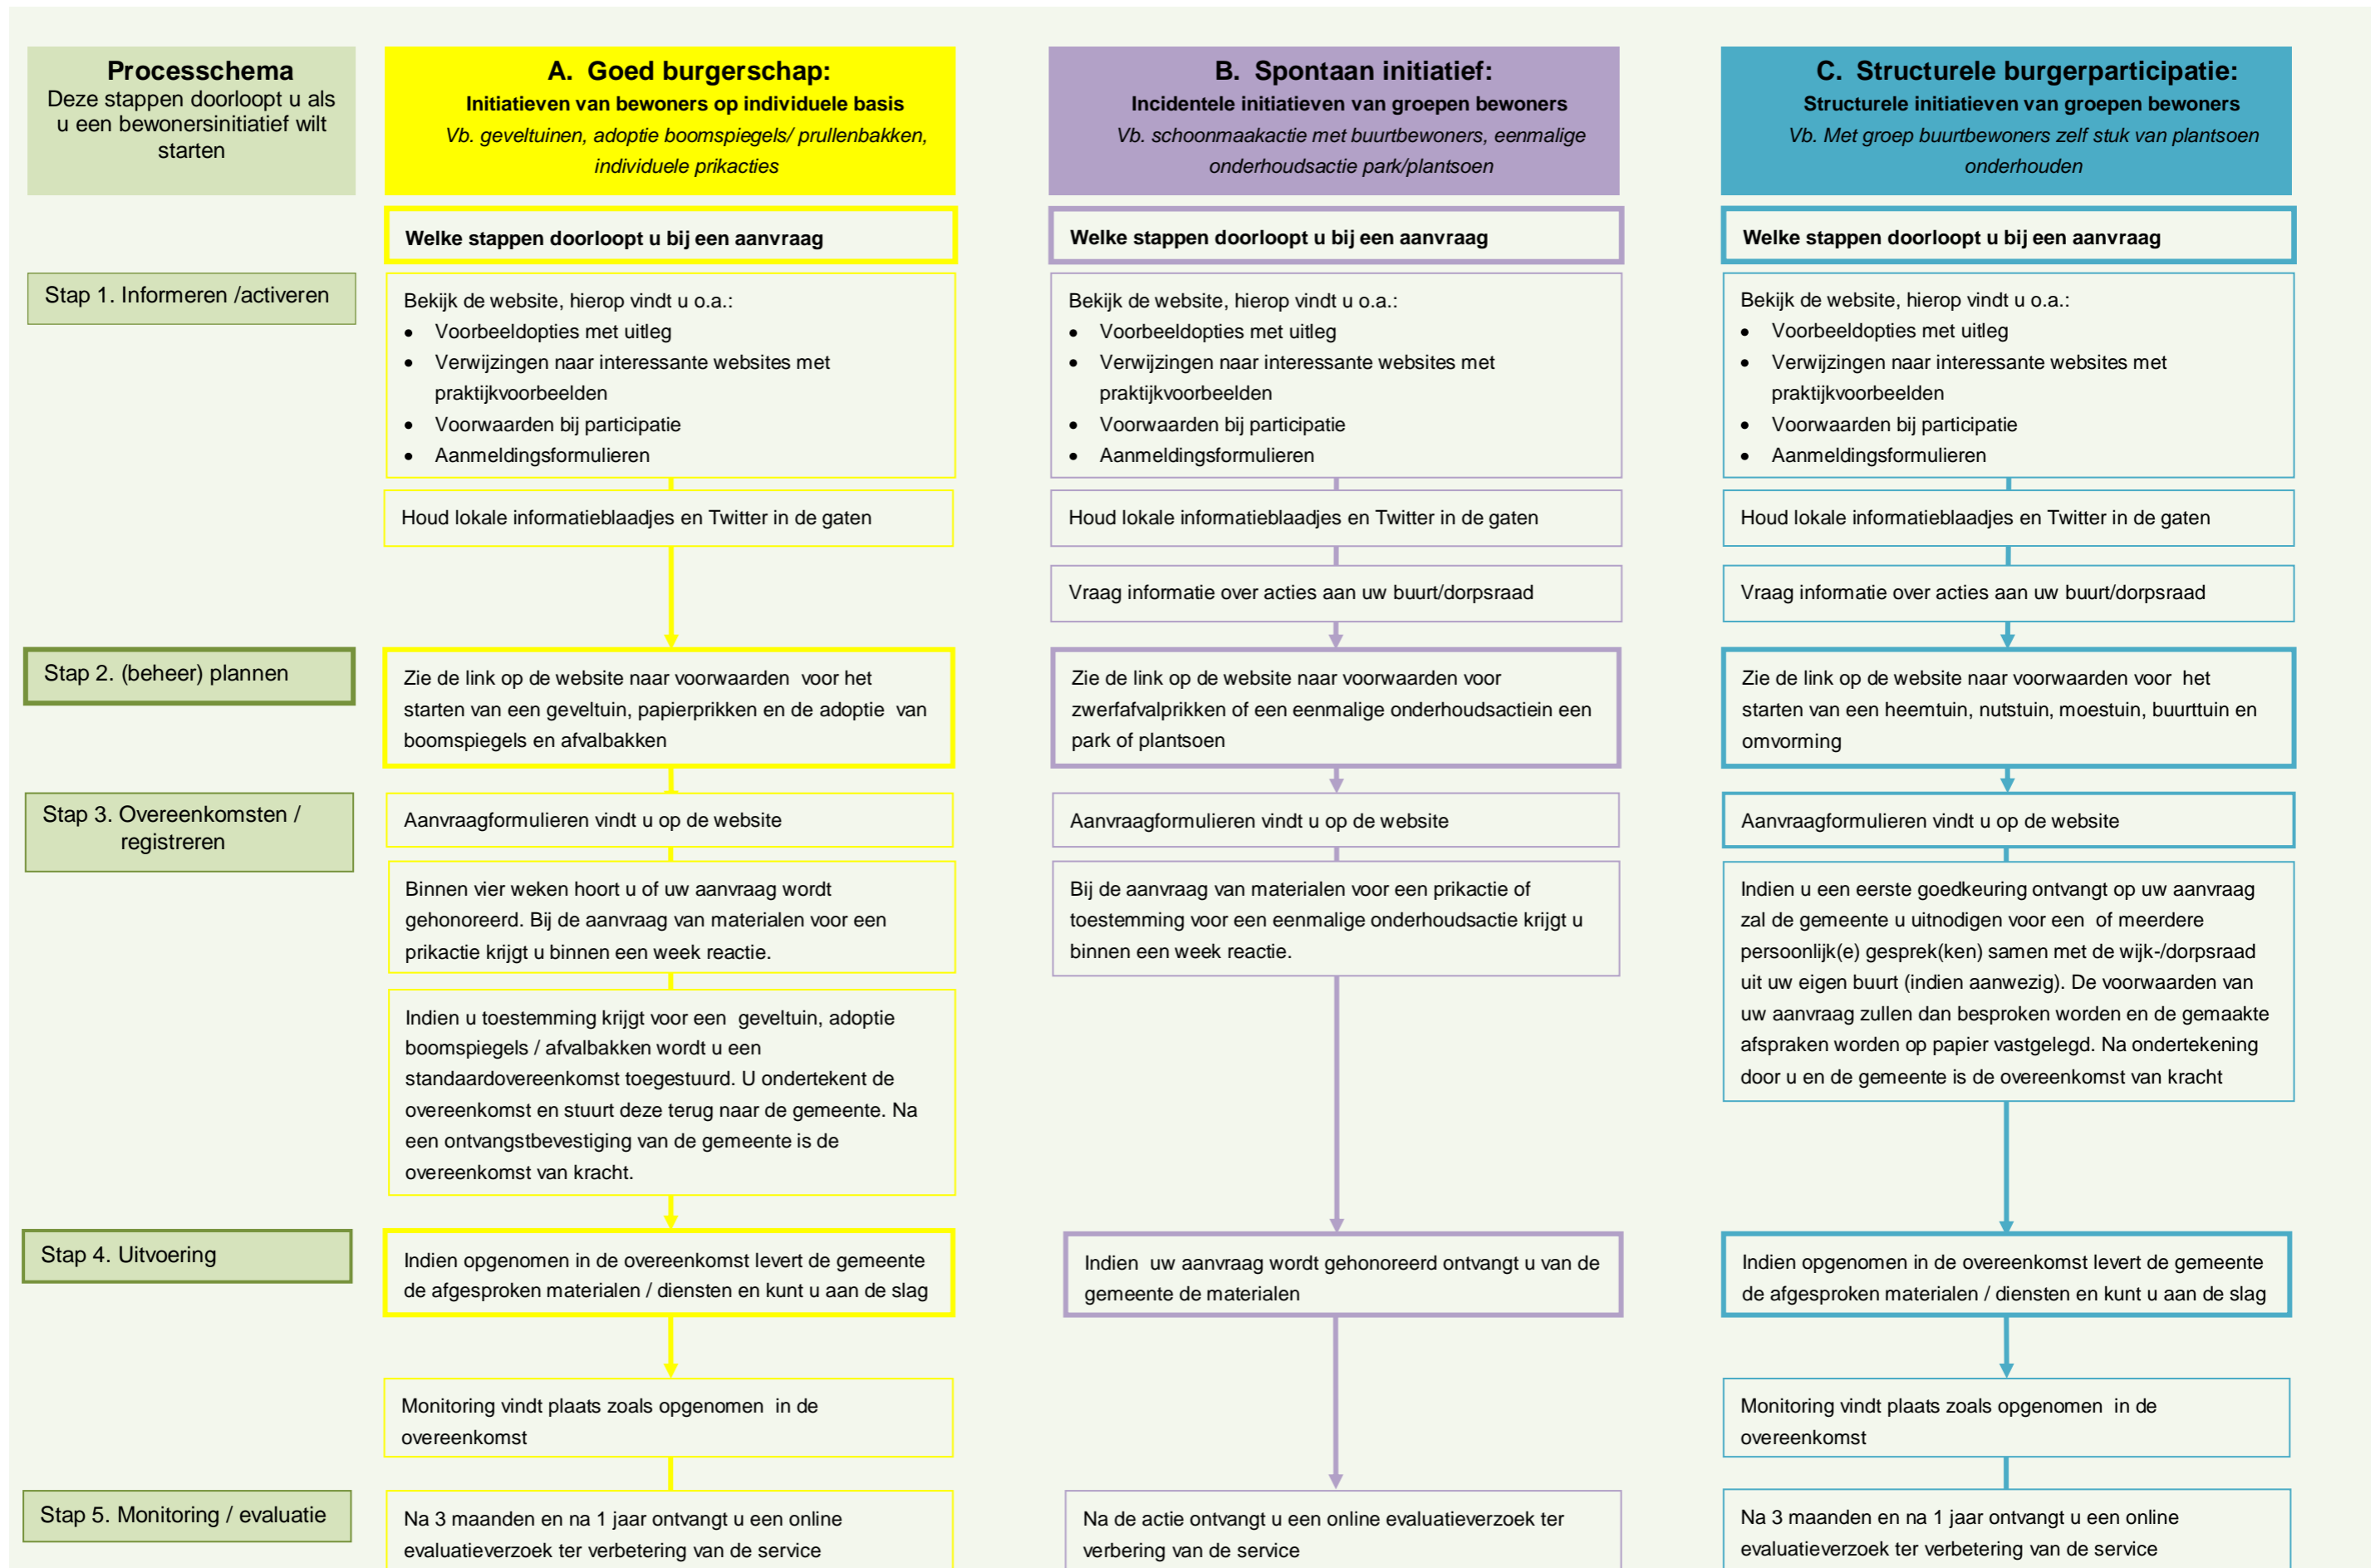 Processchema
Deze stappen doorloopt u als
u een bewonersinitiatief wilt
starten
A. Goed burgerschap:
Initiatieven van bewoners op individuele basis
Vb. geveltuinen, adoptie boomspiegels/ prullenbakken,
individuele prikacties
B. Spontaan initiatief:
Incidentele initiatieven van groepen bewoners
Vb. schoonmaakactie met buurtbewoners, eenmalige
onderhoudsactie park/plantsoen
C. Structurele burgerparticipatie:
Structurele initiatieven van groepen bewoners
Vb. Met groep buurtbewoners zelf stuk van plantsoen
onderhouden
Welke stappen doorloopt u bij een aanvraag
Welke stappen doorloopt u bij een aanvraag
Welke stappen doorloopt u bij een aanvraag
Stap 1. Informeren /activeren
Bekijk de website, hierop vindt u o.a.:
• Voorbeeldopties met uitleg
• Verwijzingen naar interessante websites met
praktijkvoorbeelden
• Voorwaarden bij participatie
• Aanmeldingsformulieren
Bekijk de website, hierop vindt u o.a.:
• Voorbeeldopties met uitleg
• Verwijzingen naar interessante websites met
praktijkvoorbeelden
• Voorwaarden bij participatie
• Aanmeldingsformulieren
Bekijk de website, hierop vindt u o.a.:
• Voorbeeldopties met uitleg
• Verwijzingen naar interessante websites met
praktijkvoorbeelden
• Voorwaarden bij participatie
• Aanmeldingsformulieren
Houd lokale informatieblaadjes en Twitter in de gaten
Houd lokale informatieblaadjes en Twitter in de gaten
Houd lokale informatieblaadjes en Twitter in de gaten
Vraag informatie over acties aan uw buurt/dorpsraad
Vraag informatie over acties aan uw buurt/dorpsraad
Stap 2. (beheer) plannen
Zie de link op de website naar voorwaarden voor het
starten van een geveltuin, papierprikken en de adoptie van
boomspiegels en afvalbakken
Zie de link op de website naar voorwaarden voor
zwerfafvalprikken of een eenmalige onderhoudsactiein een
park of plantsoen
Zie de link op de website naar voorwaarden voor het
starten van een heemtuin, nutstuin, moestuin, buurttuin en
omvorming
Stap 3. Overeenkomsten /
registreren
Aanvraagformulieren vindt u op de website
Aanvraagformulieren vindt u op de website
Aanvraagformulieren vindt u op de website
Binnen vier weken hoort u of uw aanvraag wordt
gehonoreerd. Bij de aanvraag van materialen voor een
prikactie krijgt u binnen een week reactie.
Bij de aanvraag van materialen voor een prikactie of
toestemming voor een eenmalige onderhoudsactie krijgt u
binnen een week reactie.
Indien u een eerste goedkeuring ontvangt op uw aanvraag
zal de gemeente u uitnodigen voor een of meerdere
persoonlijk(e) gesprek(ken) samen met de wijk-/dorpsraad
uit uw eigen buurt (indien aanwezig). De voorwaarden van
uw aanvraag zullen dan besproken worden en de gemaakte
afspraken worden op papier vastgelegd. Na ondertekening
door u en de gemeente is de overeenkomst van kracht
Indien u toestemming krijgt voor een geveltuin, adoptie
boomspiegels / afvalbakken wordt u een
standaardovereenkomst toegestuurd. U ondertekent de
overeenkomst en stuurt deze terug naar de gemeente. Na
een ontvangstbevestiging van de gemeente is de
overeenkomst van kracht.
Stap 4. Uitvoering
Indien opgenomen in de overeenkomst levert de gemeente
de afgesproken materialen / diensten en kunt u aan de slag
Indien uw aanvraag wordt gehonoreerd ontvangt u van de
gemeente de materialen
Indien opgenomen in de overeenkomst levert de gemeente
de afgesproken materialen / diensten en kunt u aan de slag
Monitoring vindt plaats zoals opgenomen in de
overeenkomst
Monitoring vindt plaats zoals opgenomen in de
overeenkomst
Stap 5. Monitoring / evaluatie
Na 3 maanden en na 1 jaar ontvangt u een online
evaluatieverzoek ter verbetering van de service
Na de actie ontvangt u een online evaluatieverzoek ter
verbering van de service
Na 3 maanden en na 1 jaar ontvangt u een online
evaluatieverzoek ter verbetering van de service